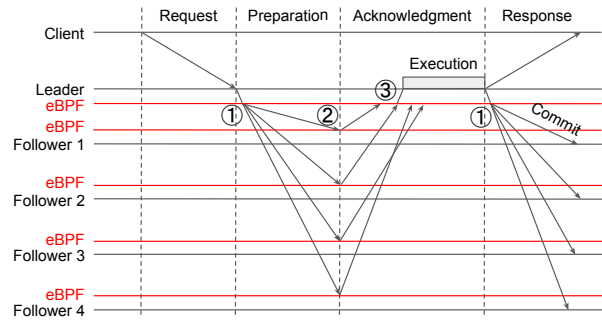 Request Preparation Acknowledgment Response
Client
Execution
Leader
eBPF
① ② ③ ①
Commit
eBPF
Follower 1
eBPF
Follower 2
eBPF
Follower 3
eBPF
Follower 4